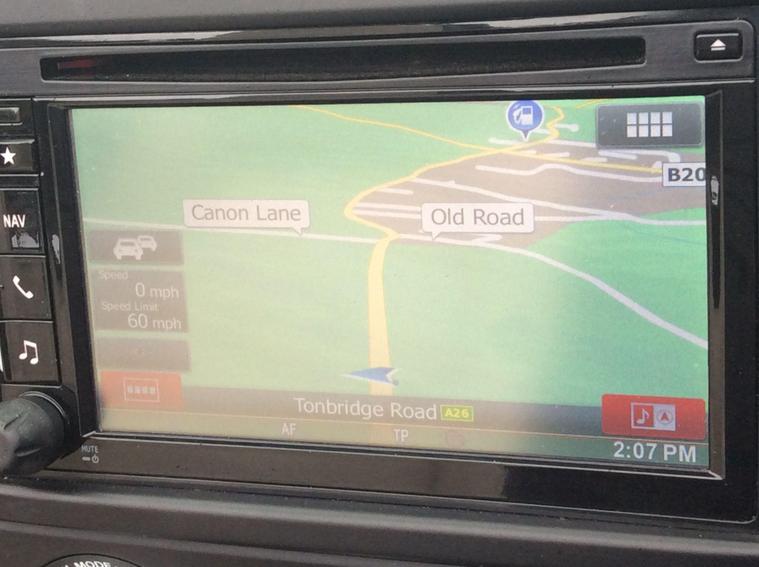 B20
Canon Lane
Old Road
NAV
Speed
0 mph
Speed Limit
60 mph
Tonbridge Road A26
AF
TP
MUTE
2:07 PM
MODE